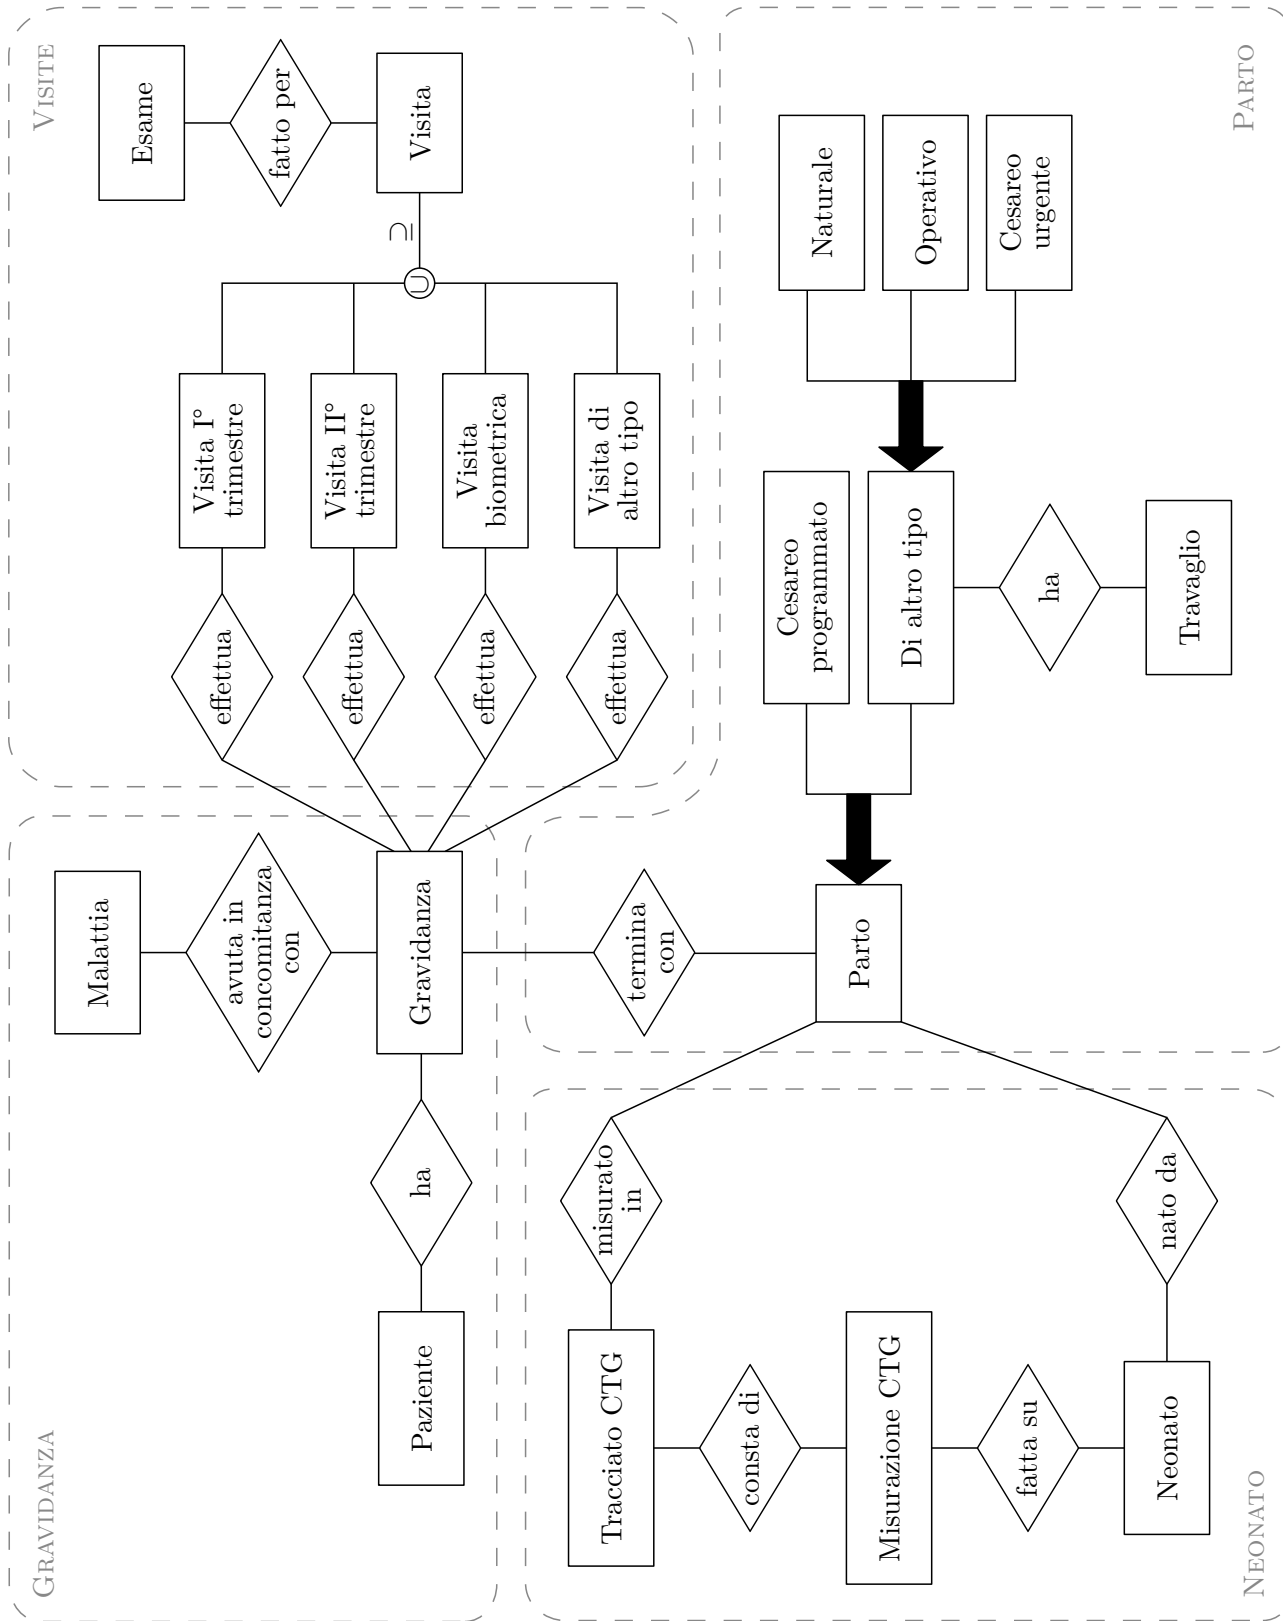 GRAVIDANZA
Malattia
avuta in
concomitanza
con
Paziente
ha
Gravidanza
VISITE
Esame
fatto per
Visita
effettua
Visita I°
trimestre
effettua
Visita II°
trimestre
effettua
Visita
biometrica
effettua
Visita di
altro tipo
∪
⊇
termina
con
NEONATO
Tracciato CTG
misurato
in
consta di
Misurazione CTG
fatta su
Neonato
nato da
PARTO
Parto
Cesareo
programmato
Di altro tipo
ha
Travaglio
Naturale
Operativo
Cesareo
urgente